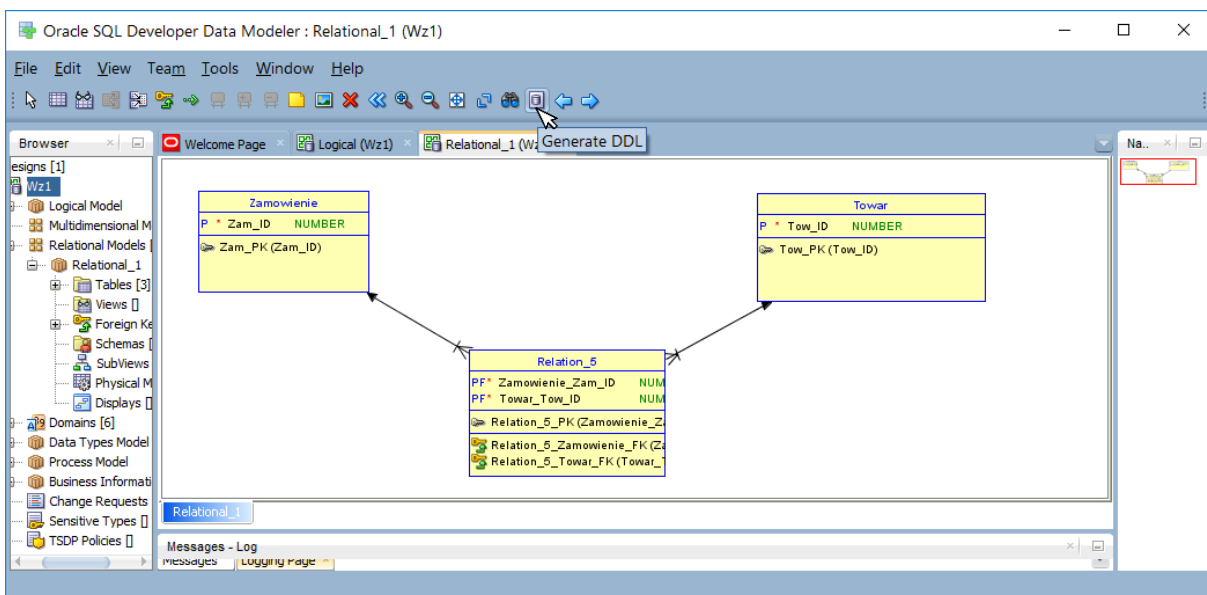 Oracle SQL Developer Data Modeler : Relational_1 (Wz1)
File Edit View Team Tools Window Help
Browser
Welcome Page
Logical (Wz1)
Relational_1 (Wz
Generate DDL
Na..
esigns [1]
Wz1
Logical Model
Multidimensional M
Relational Models [
Relational_1
Tables [3]
Views []
Foreign Ke
Schemas [
SubViews
Physical M
Displays []
Domains [6]
Data Types Model
Process Model
Business Informati
Change Requests
Sensitive Types []
TSDP Policies []
Zamowienie
P * Zam_ID NUMBER
Zam_PK (Zam_ID)
Towar
P * Tow_ID NUMBER
Tow_PK (Tow_ID)
Relation_5
PF* Zamowienie_Zam_ID NUM
PF* Towar_Tow_ID NUM
Relation_5_PK (Zamowienie_Z
Relation_5_Zamowienie_FK (Za
Relation_5_Towar_FK (Towar_T
Relational_1
Messages - Log
Messages Logging Page